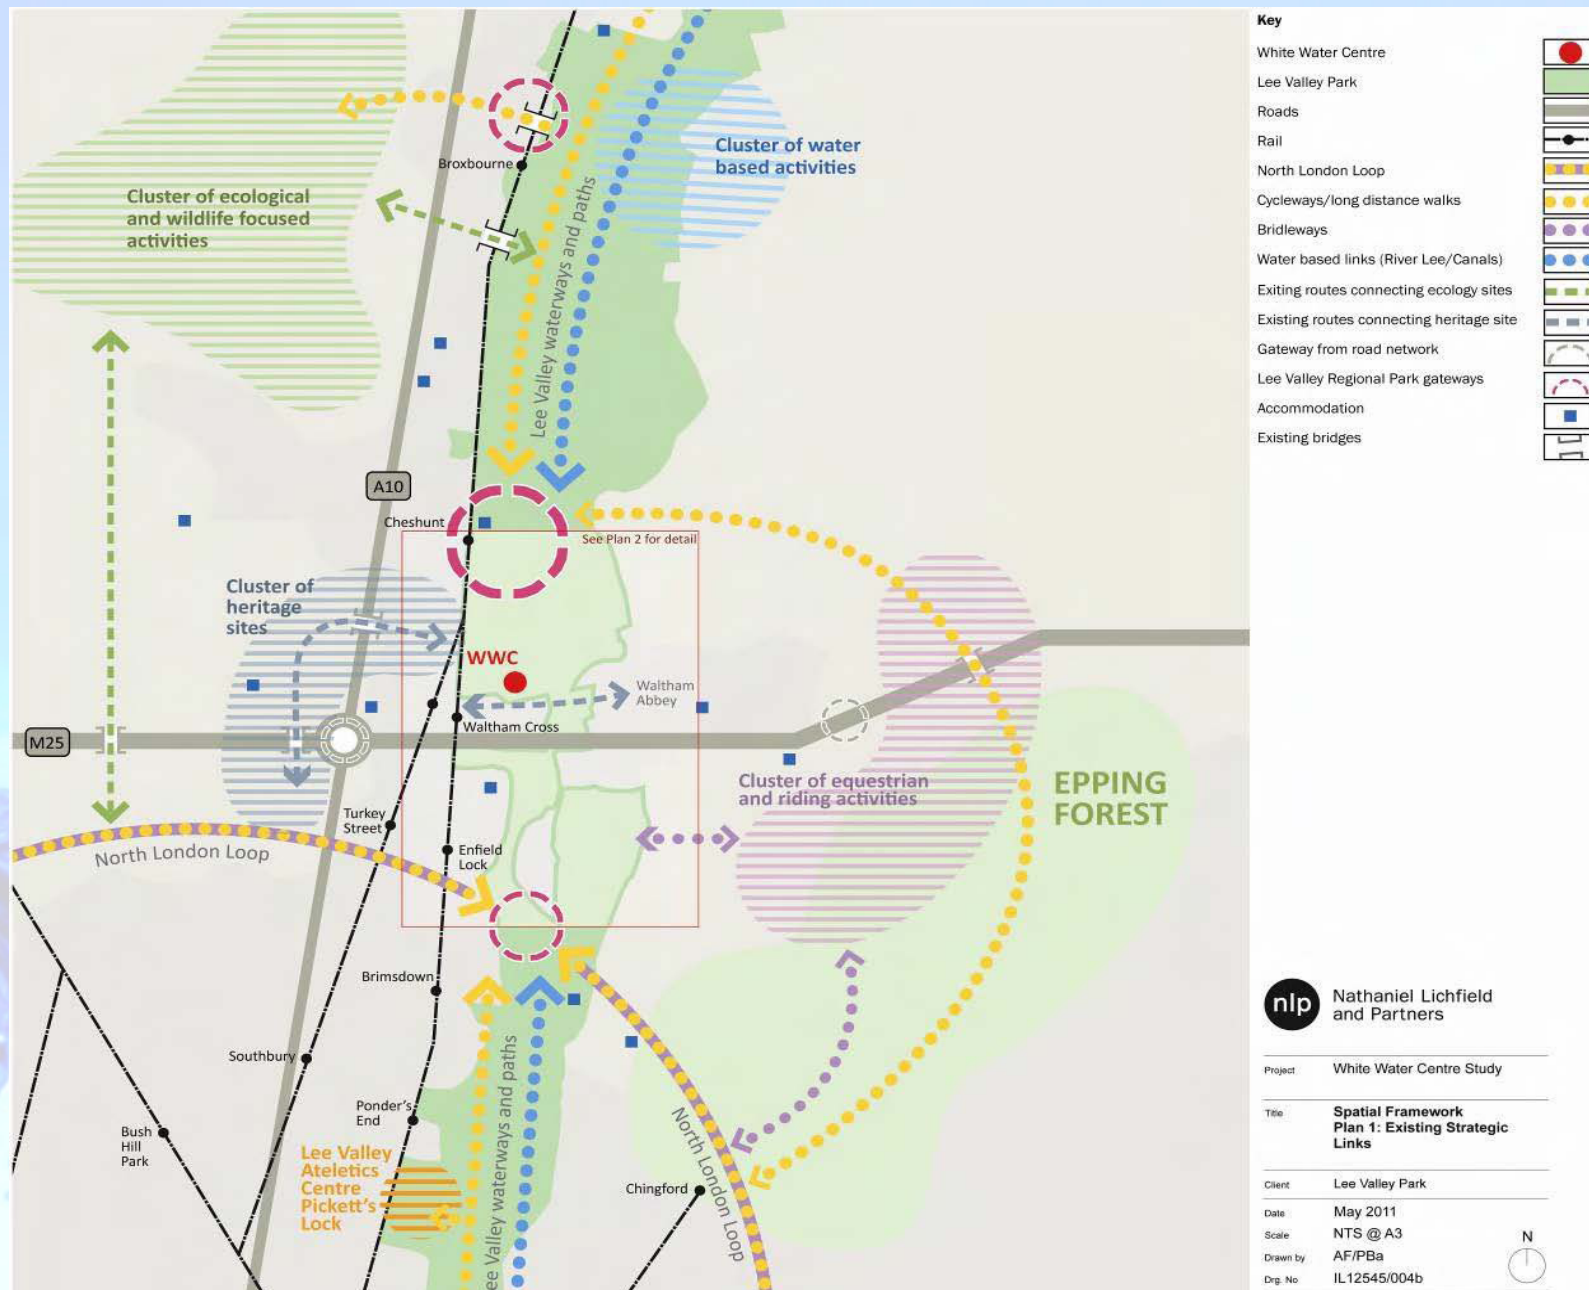 Cluster of water
based activities
Broxbourne
Cluster of ecological
and wildlife focused
activities
Lee Valley waterways and paths
A10
Cheshunt
See Plan 2 for detail
Cluster of
heritage
sites
WWC
Waltham
Abbey
Waltham Cross
M25
Cluster of equestrian
and riding activities
EPPING
FOREST
Turkey
Street
North London Loop
Enfield
Lock
Brimsdown
Southbury
Ponder's
End
Bush
Hill
Park
Lee Valley
Ateletics
Centre
Pickett's
Lock
ee Valley waterways and paths
Chingford
North London Loop
Key
White Water Centre
Lee Valley Park
Roads
Rail
North London Loop
Cycleways/long distance walks
Bridleways
Water based links (River Lee/Canals)
Exiting routes connecting ecology sites
Existing routes connecting heritage site
Gateway from road network
Lee Valley Regional Park gateways
Accommodation
Existing bridges
nlp
Nathaniel Lichfield
and Partners
Project White Water Centre Study
Title Spatial Framework
Plan 1: Existing Strategic
Links
Client Lee Valley Park
Date May 2011
Scale NTS @ A3
Drawn by AF/PBa
Drg. No IL12545/004b
N